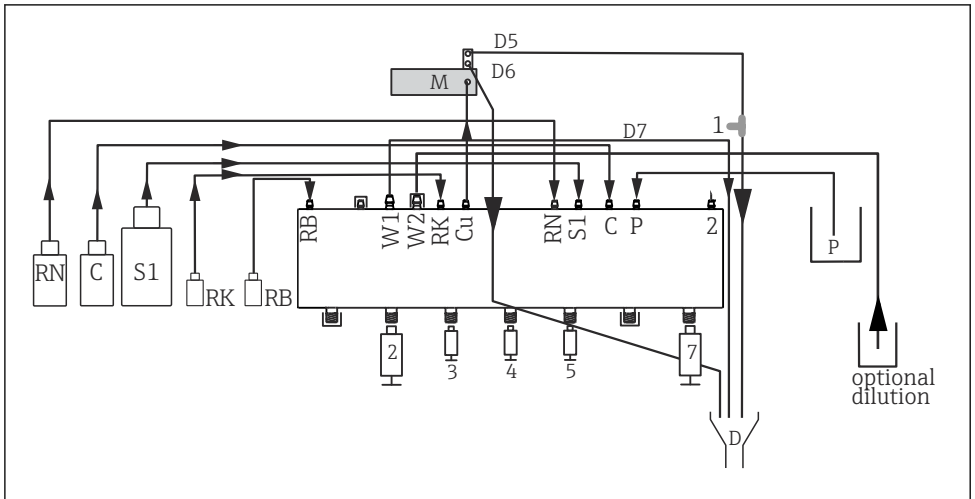 D5
M
D6
1
D7
RB
W1
W2
RK
Cu
RN
S1
C
P
2
P
RN
C
S1
RK
RB
2
3
4
5
7
optional
dilution
D